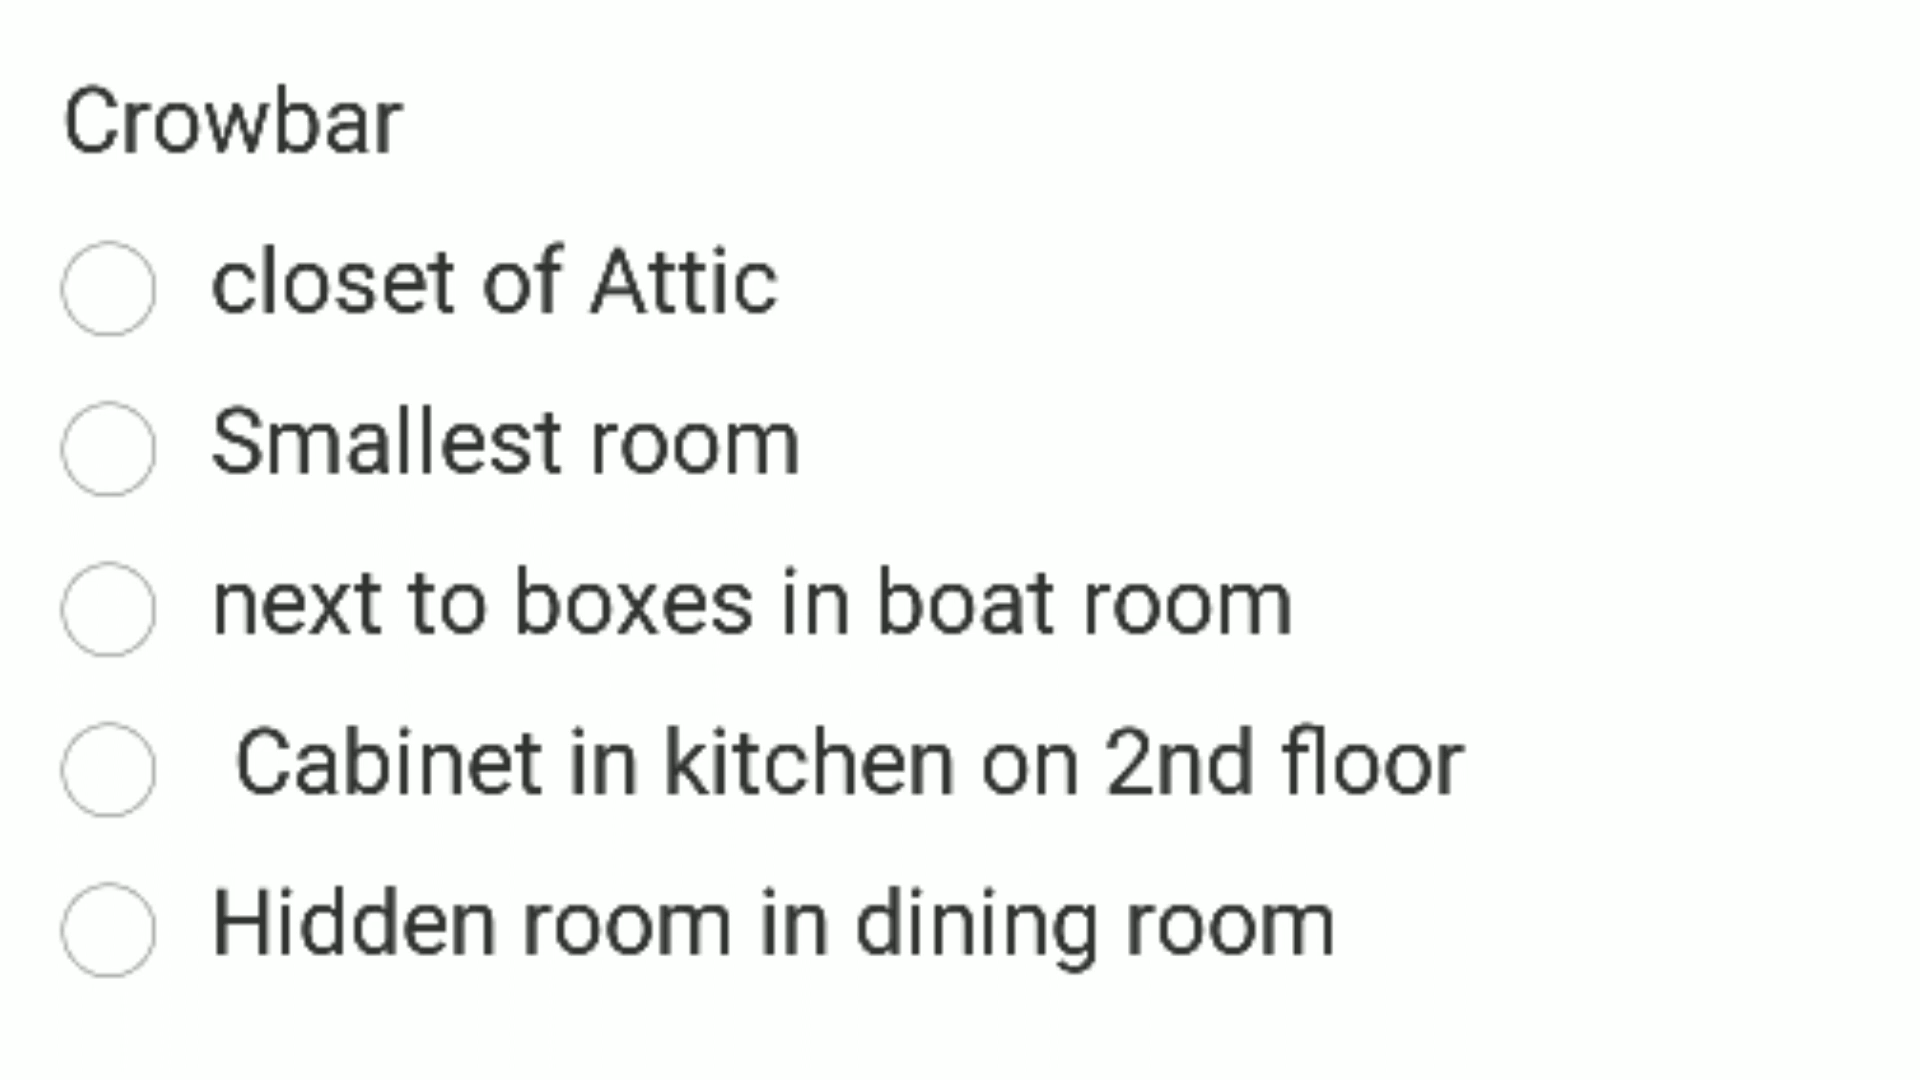 Crowbar
closet of Attic
Smallest room
next to boxes in boat room
Cabinet in kitchen on 2nd floor
Hidden room in dining room